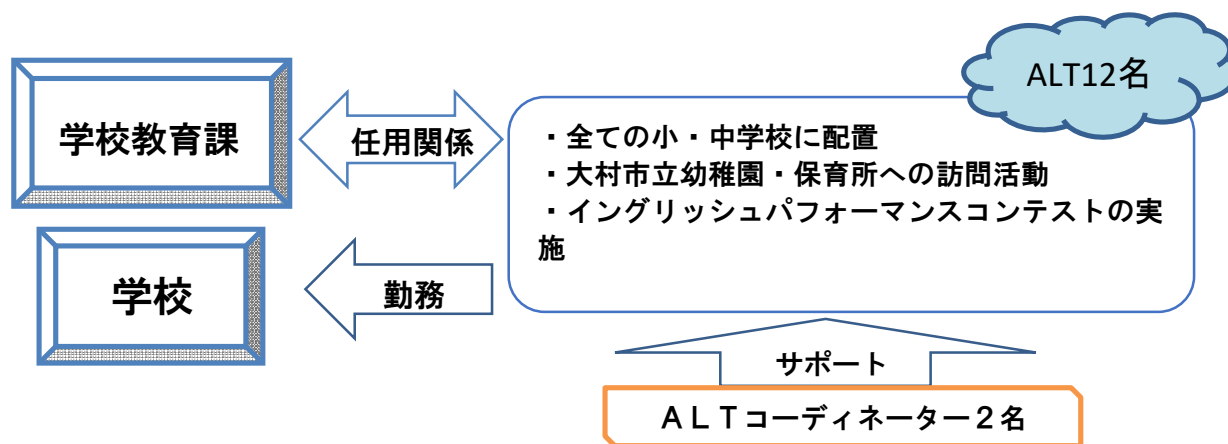 ALT12名
学校教育課
任用関係
・全ての小・中学校に配置
・大村市立幼稚園・保育所への訪問活動
・イングリッシュパフォーマンスコンテストの実
施
学校
勤務
サポート
ＡＬＴコーディネーター２名